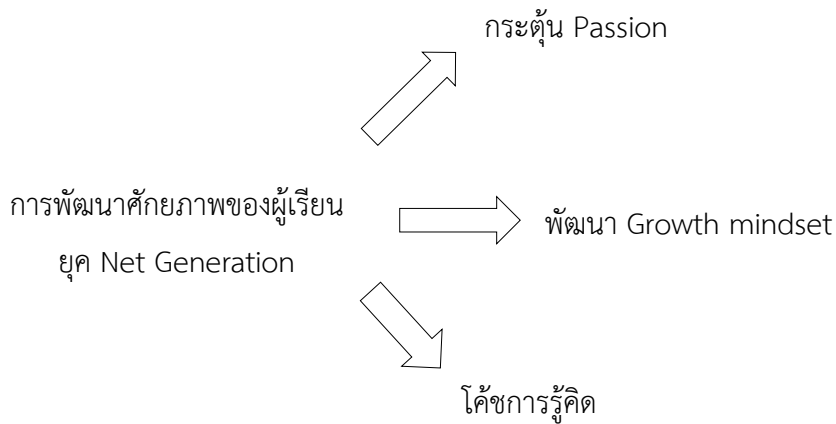 กระตุ้น Passion
การพัฒนาศักยภาพของผู้เรียน
ยุค Net Generation
พัฒนา Growth mindset
โค้ชการรู้คิด